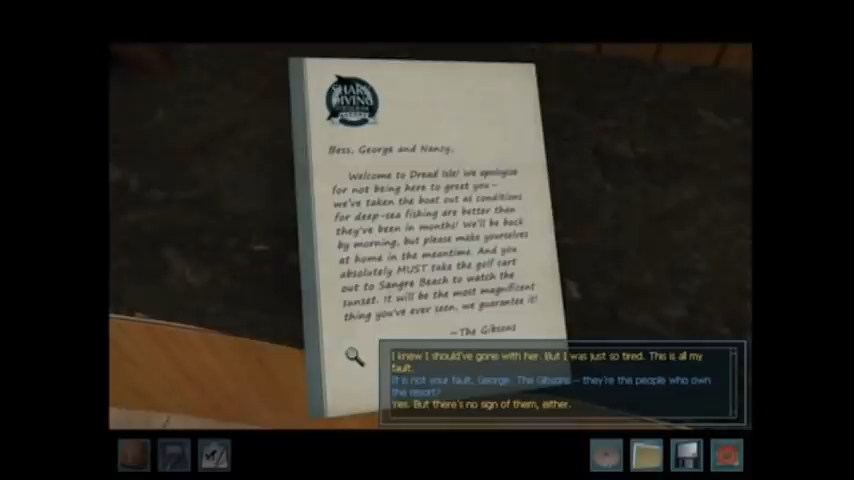 SHARK
DIVING
Bess, George and Nancy,
Welcome to Dread Isle! We apologize
for not being here to greet you–
we've taken the boat out as conditions
for deep-sea fishing are better than
they've been in months! We'll be back
by morning, but please make yourselves
at home in the meantime. And you
absolutely MUST take the golf cart
out to Sangre Beach to watch the
sunset. It will be the most magnificent
thing you've ever seen, we guarantee it!
–The Gibsons
I knew I should've gone with her. But I was just so tired. This is all my
fault.
It is not your fault, George. The Gibsons – they're the people who own
the resort?
Yes. But there's no sign of them, either.